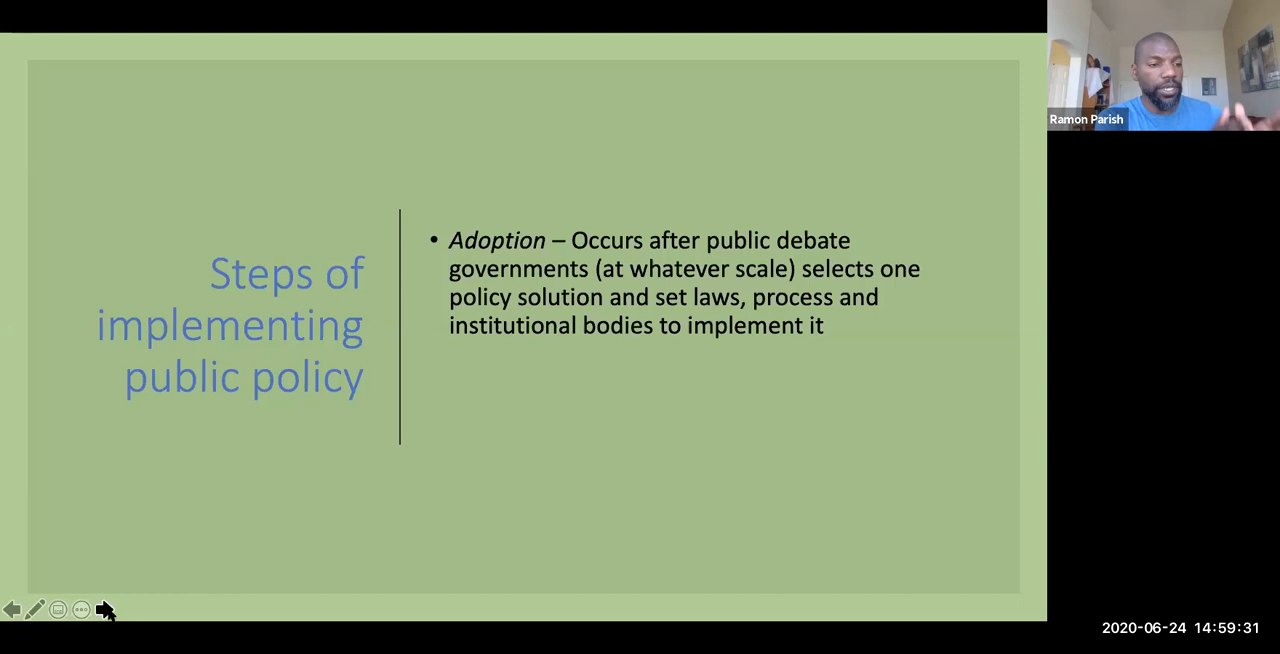 Steps of
implementing
public policy
• Adoption – Occurs after public debate
governments (at whatever scale) selects one
policy solution and set laws, process and
institutional bodies to implement it
Ramon Parish
2020-06-24 14:59:31